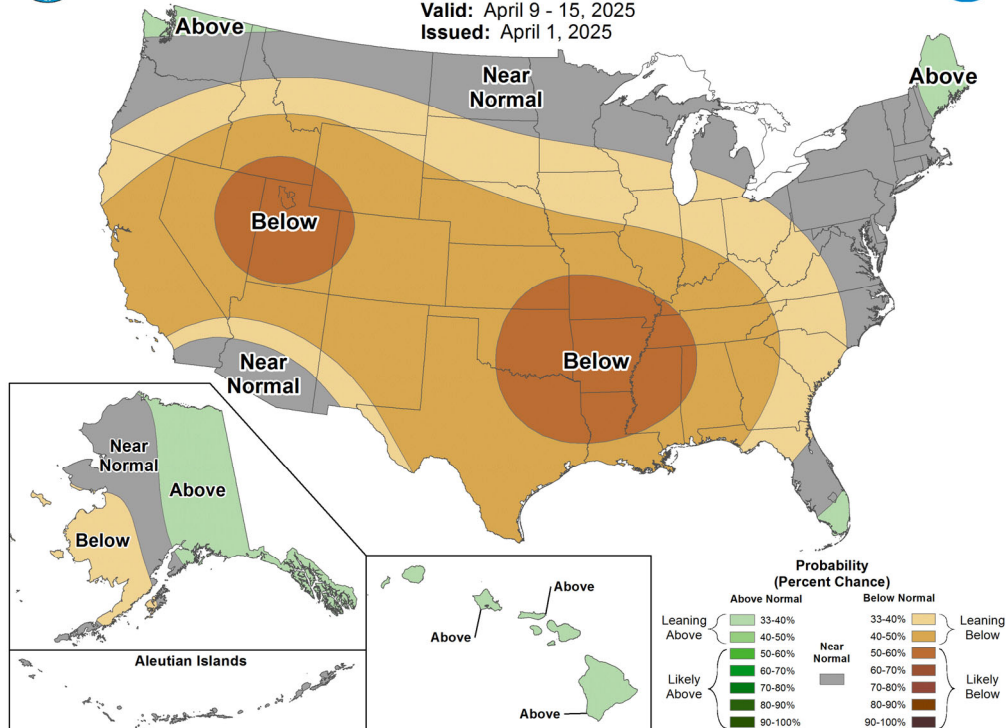 Valid: April 9 - 15, 2025
Issued: April 1, 2025
Above
Near
Normal
Above
Below
Below
Near
Normal
Near
Normal
Above
Below
Aleutian Islands
Above
Above
Above
Probability
(Percent Chance)
Above Normal
Below Normal
Leaning
Above
33-40%
40-50%
Likely
Above
50-60%
60-70%
70-80%
80-90%
90-100%
Near
Normal
33-40%
40-50%
Leaning
Below
50-60%
60-70%
70-80%
80-90%
90-100%
Likely
Below